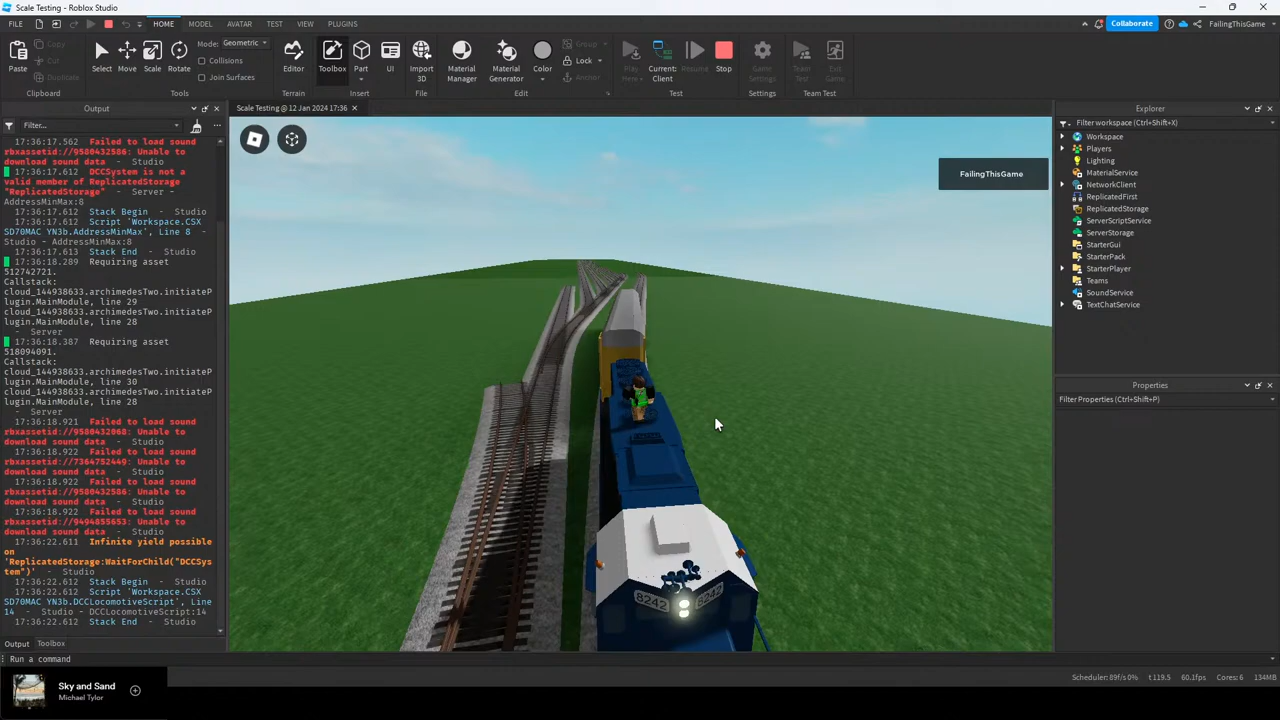 Scale Testing - Roblox Studio
FILE
HOME
MODEL
AVATAR
TEST
VIEW
PLUGINS
Collaborate
FailingThisGame
Paste
Copy
Cut
Duplicate
Clipboard
Select
Move
Scale
Rotate
Mode: Geometric
Collisions
Join Surfaces
Tools
Editor
Terrain
Toolbox
Part
UI
Insert
Import
3D
File
Material
Manager
Material
Generator
Color
Group
Lock
Anchor
Edit
Play
Here
Current:
Client
Resume
Stop
Test
Game
Settings
Settings
Team
Test
Exit
Game
Team Test
Output
Filter...
17:36:17.562 Failed to load sound
rbxassetid://9580432586: Unable to
download sound data - Studio
17:36:17.612 DCCSystem is not a
valid member of ReplicatedStorage
"ReplicatedStorage" - Server -
AddressMinMax:8
17:36:17.612 Stack Begin - Studio
17:36:17.612 Script 'Workspace.CSX
SD70MAC YN3b.AddressMinMax', Line 8 -
Studio - AddressMinMax:8
17:36:17.613 Stack End - Studio
17:36:18.289 Requiring asset
512742721.
Callstack:
cloud_144938633.archimedesTwo.initiateP
lugin.MainModule, line 29
cloud_144938633.archimedesTwo.initiateP
lugin.MainModule, line 28
- Server
17:36:18.387 Requiring asset
518094091.
Callstack:
cloud_144938633.archimedesTwo.initiateP
lugin.MainModule, line 30
cloud_144938633.archimedesTwo.initiateP
lugin.MainModule, line 28
- Server
17:36:18.921 Failed to load sound
rbxassetid://9580432068: Unable to
download sound data - Studio
17:36:18.922 Failed to load sound
rbxassetid://7364752449: Unable to
download sound data - Studio
17:36:18.922 Failed to load sound
rbxassetid://9580432586: Unable to
download sound data - Studio
17:36:18.922 Failed to load sound
rbxassetid://9494855653: Unable to
download sound data Studio
17:36:22.611 Infinite yield possible
on
'ReplicatedStorage:WaitForChild("DCCSys
tem")' - Studio
17:36:22.612 Stack Begin - Studio
17:36:22.612 Script 'Workspace.CSX
SD70MAC YN3b.DCCLocomotiveScript', Line
14 - Studio - DCCLocomotiveScript:14
17:36:22.612 Stack End - Studio
Output
Toolbox
Run a command
Sky and Sand
Michael Tylor
Scale Testing @ 12 Jan 2024 17:36
FailingThisGame
8242
8242
Explorer
Filter workspace (Ctrl+Shift+X)
Workspace
Players
Lighting
MaterialService
NetworkClient
ReplicatedFirst
ReplicatedStorage
ServerScriptService
ServerStorage
StarterGui
StarterPack
StarterPlayer
Teams
SoundService
TextChatService
Properties
Filter Properties (Ctrl+Shift+P)
Scheduler: 89f/s 0%
t 119.5
60.1fps
Cores: 6
134MB